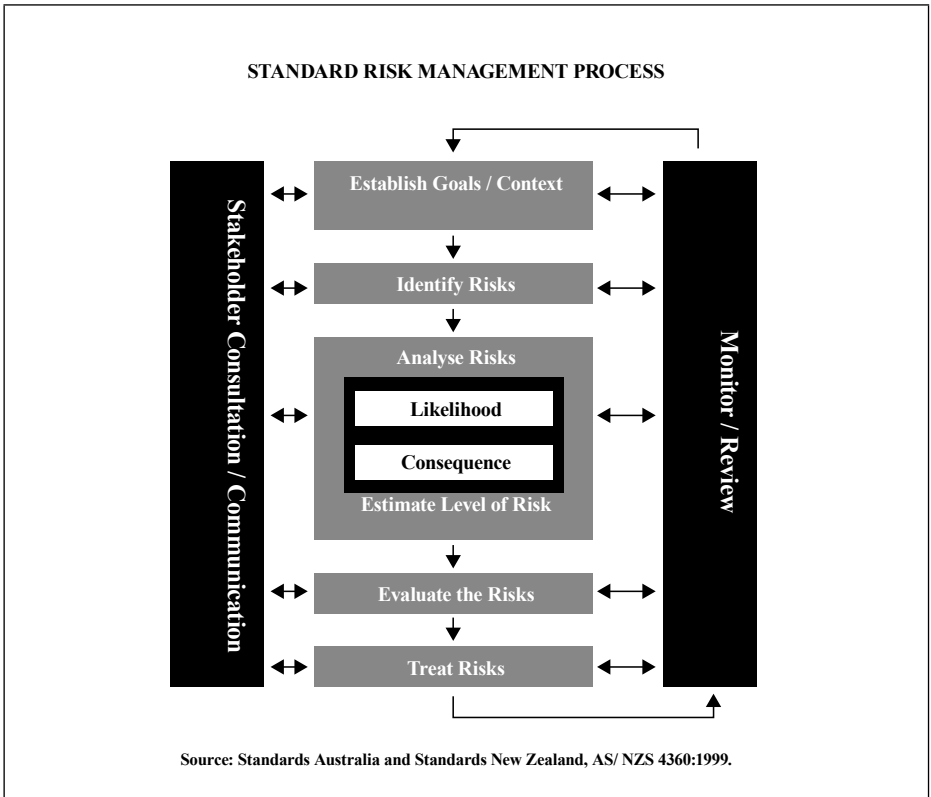 STANDARD RISK MANAGEMENT PROCESS
Stakeholder Consultation / Communication
Establish Goals / Context
Identify Risks
Analyse Risks
Likelihood
Consequence
Estimate Level of Risk
Evaluate the Risks
Treat Risks
Monitor / Review
Source: Standards Australia and Standards New Zealand, AS/ NZS 4360:1999.